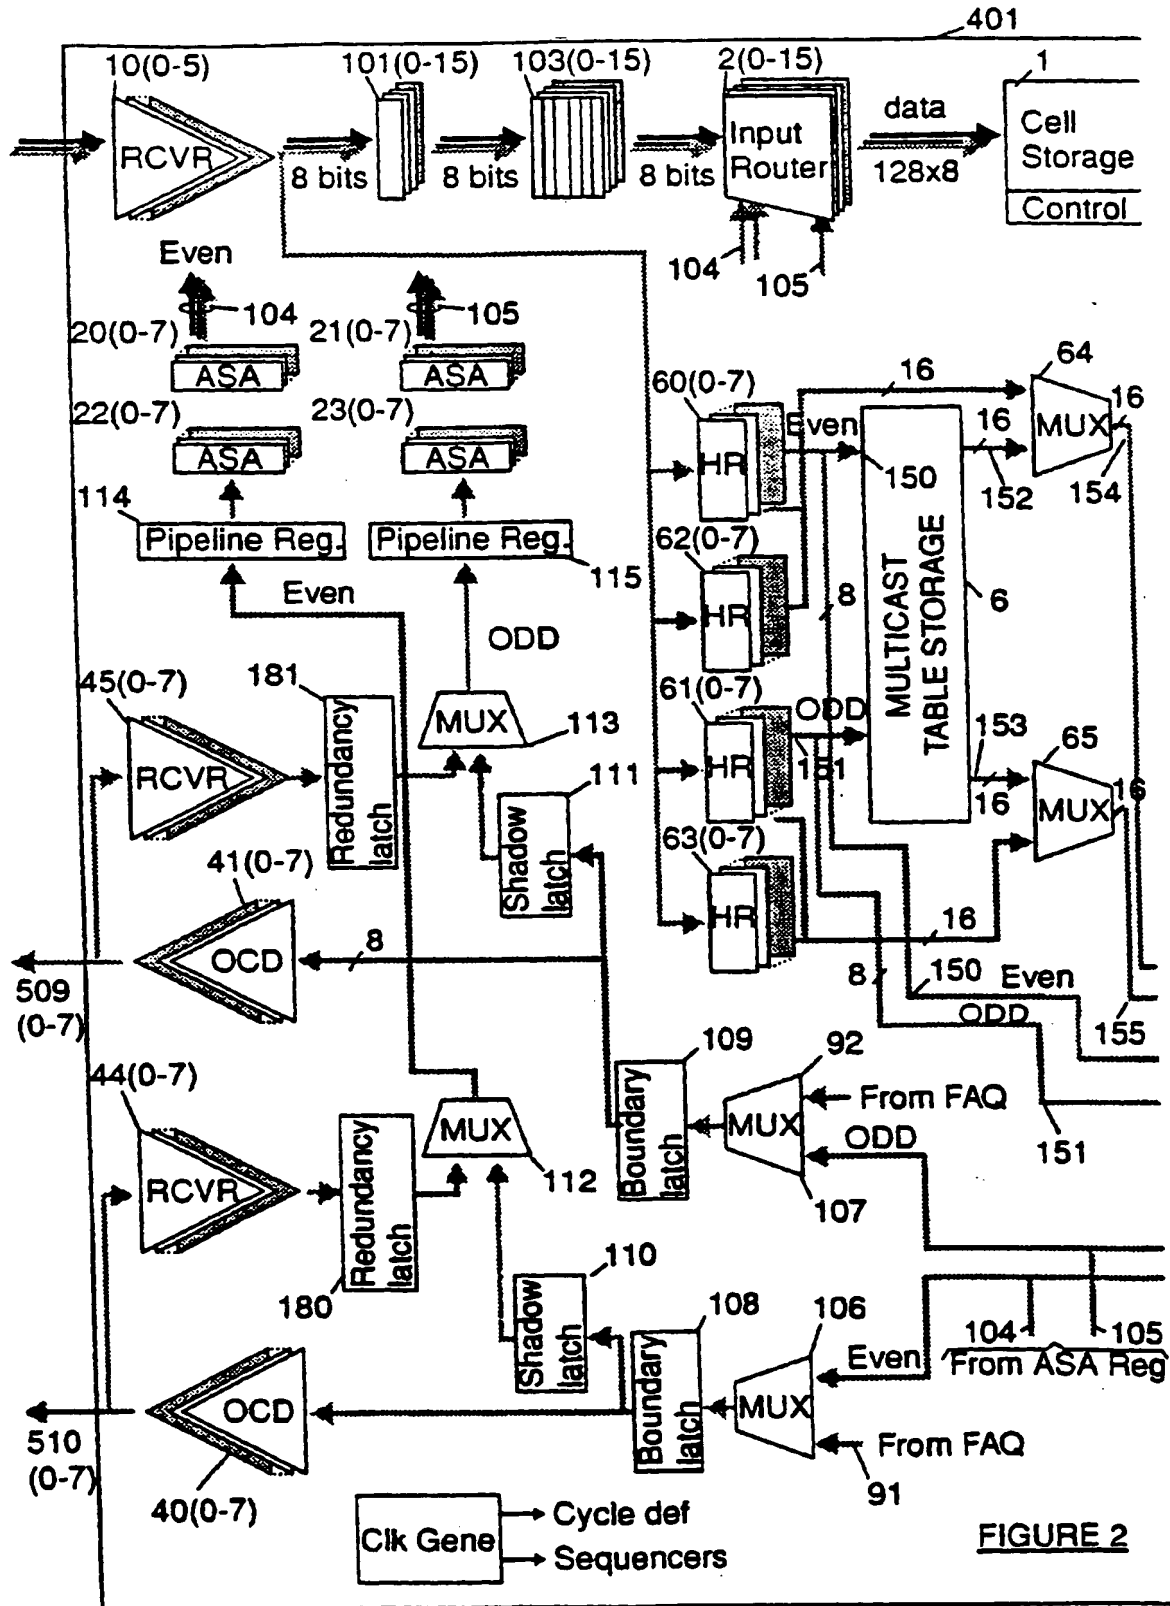 401
10(0-5)
101(0-15)
103(0-15)
2(0-15)
1
RCVR
8 bits
8 bits
8 bits
Input
Router
data
128x8
Cell
Storage
Control
104
105
Even
104
105
20(0-7)
21(0-7)
ASA
ASA
22(0-7)
23(0-7)
ASA
ASA
114
Pipeline Reg.
Pipeline Reg.
115
Even
ODD
60(0-7)
HR
Even
150
62(0-7)
HR
8
61(0-7)
HR
ODD
151
63(0-7)
HR
MULTICAST
TABLE STORAGE
6
16
64
MUX
16
16
152
154
153
16
65
MUX
16
16
8
150
Even
ODD
155
151
45(0-7)
RCVR
181
Redundancy
latch
MUX
113
111
Shadow
latch
41(0-7)
OCD
8
509
(0-7)
44(0-7)
RCVR
180
Redundancy
latch
MUX
112
110
Shadow
latch
109
Boundary
latch
92
MUX
From FAQ
ODD
107
108
Boundary
latch
106
MUX
Even
From FAQ
91
104
105
From ASA Reg
OCD
510
(0-7)
40(0-7)
Clk Gene
Cycle def
Sequencers
FIGURE 2